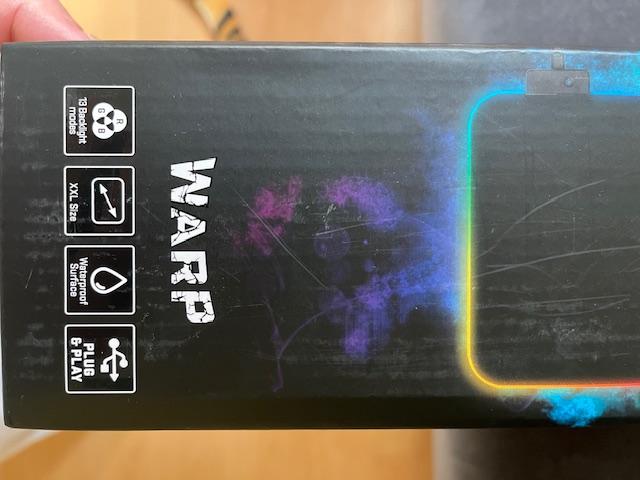 WARP
R
G B
13 Backlight
modes
XXL Size
Waterproof
Surface
PLUG
& PLAY